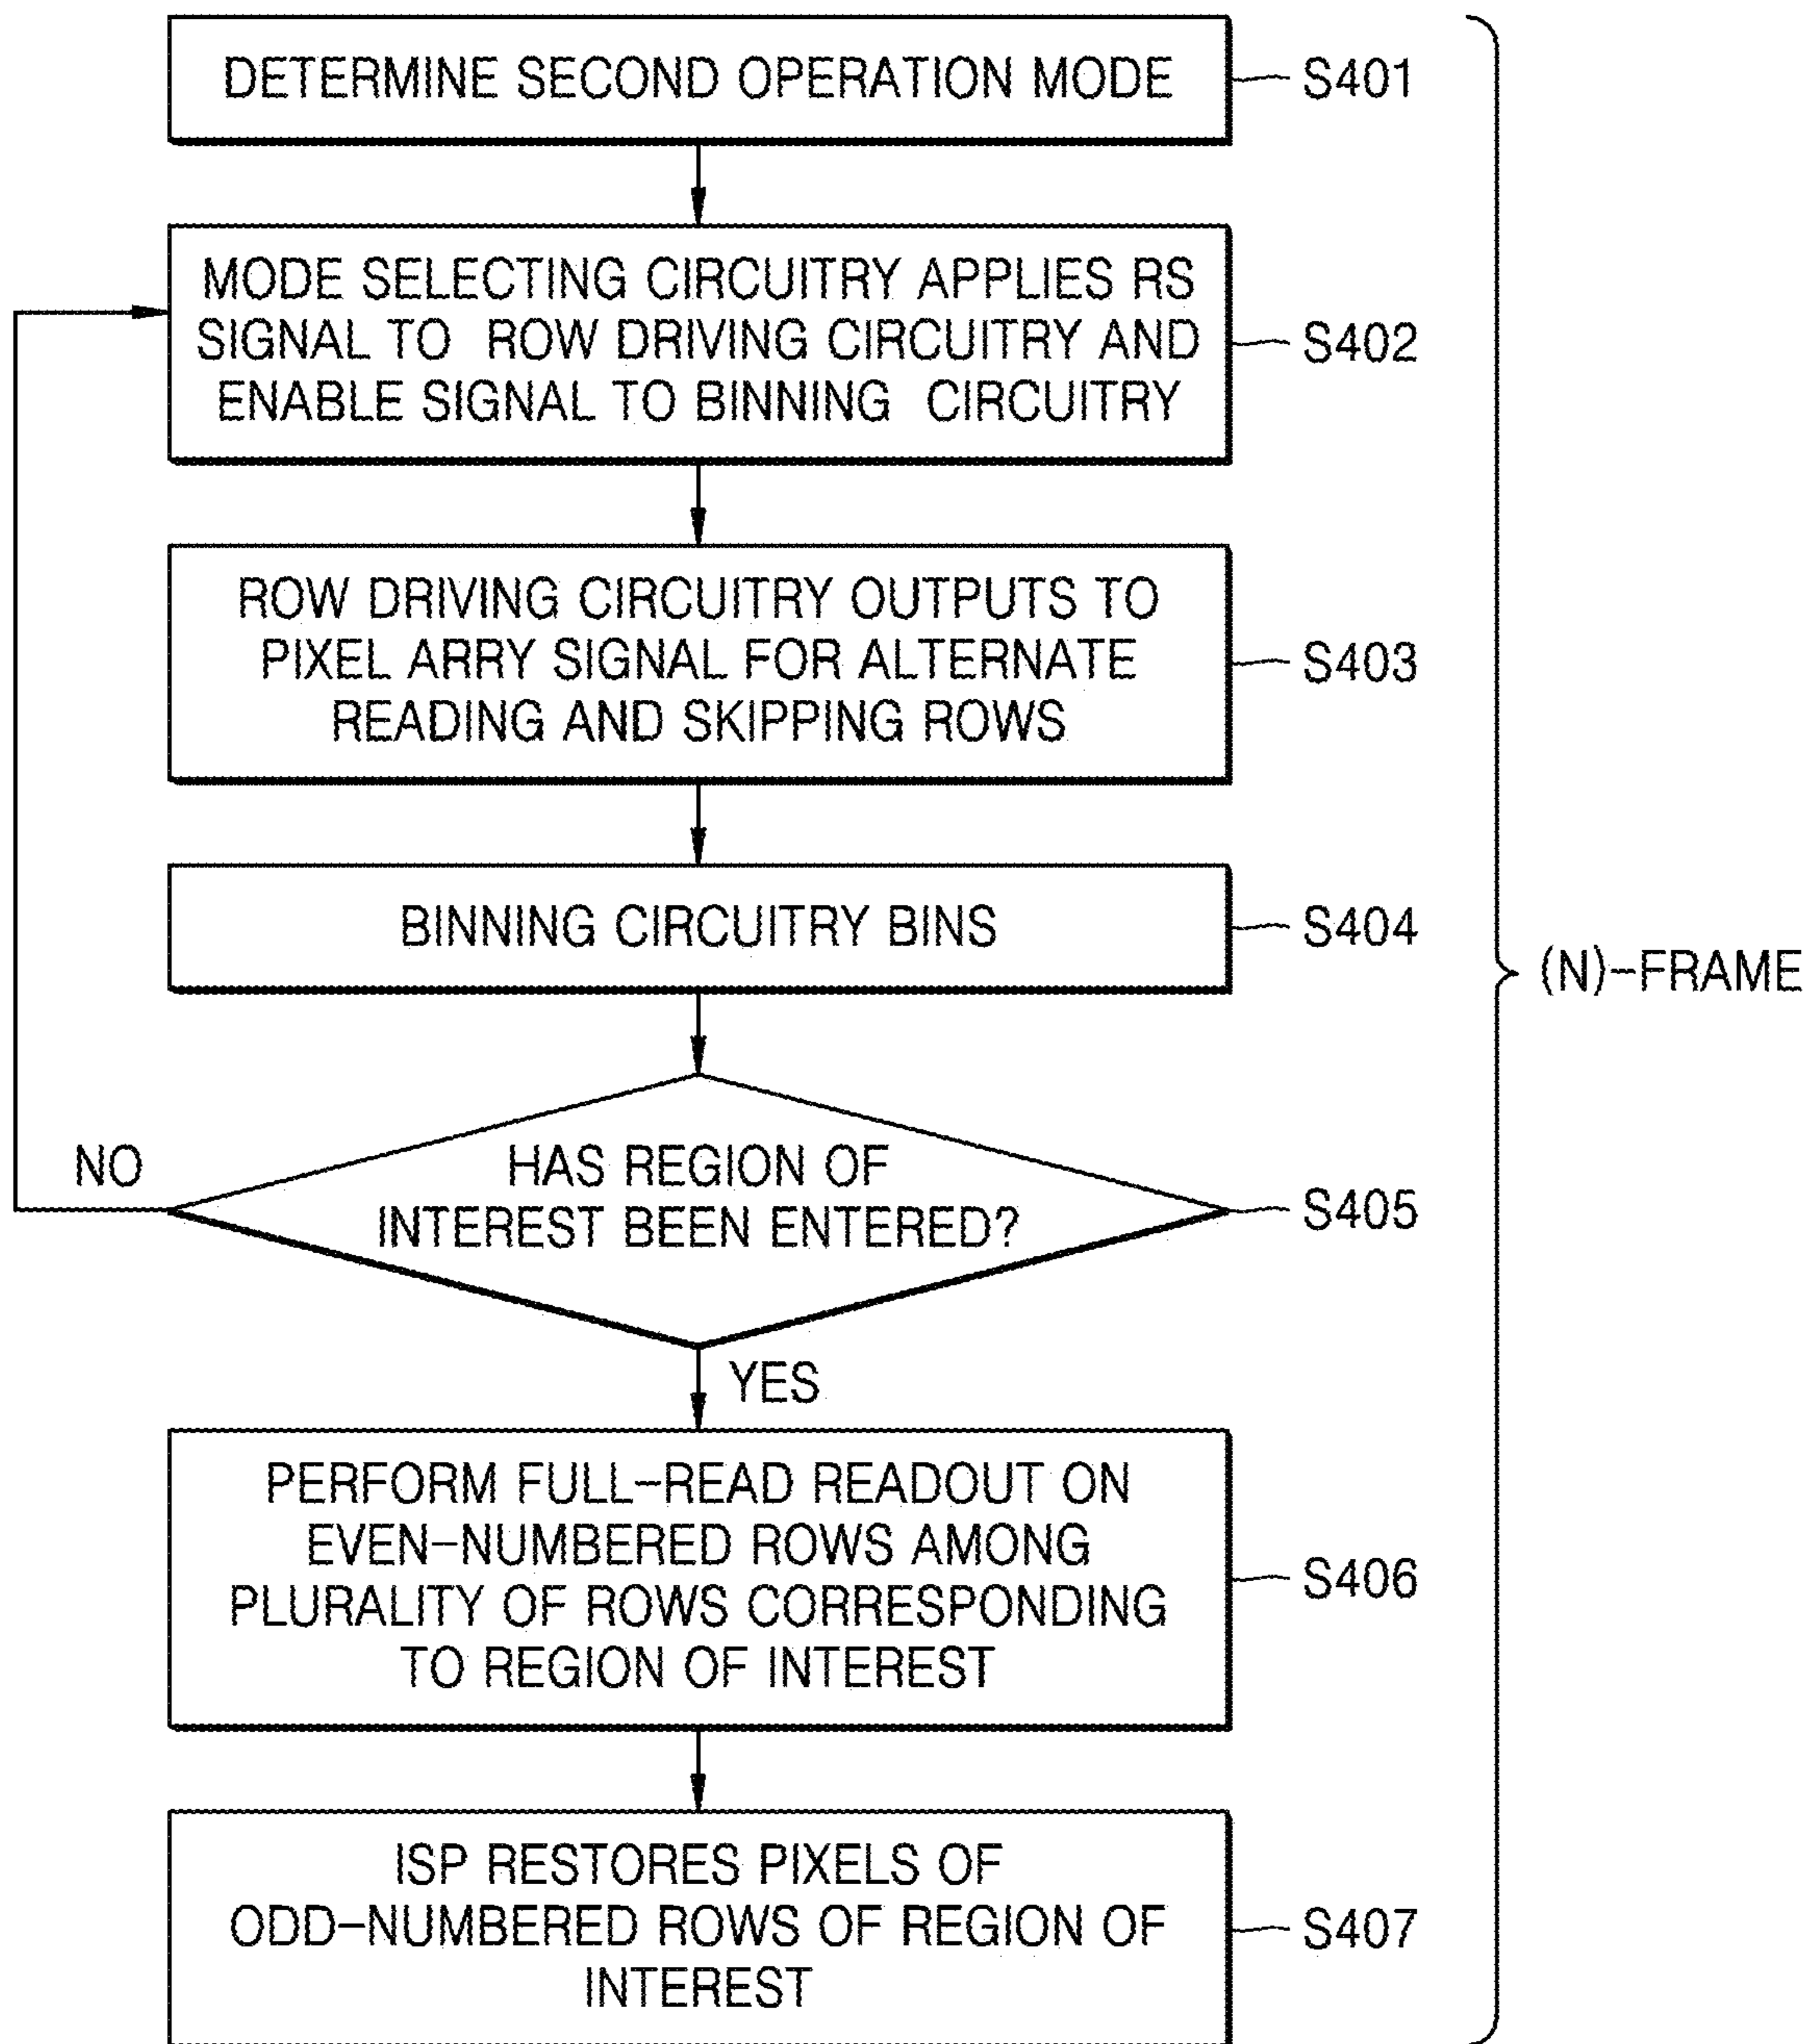 DETERMINE SECOND OPERATION MODE
S401
MODE SELECTING CIRCUITRY APPLIES RS
SIGNAL TO ROW DRIVING CIRCUITRY AND
ENABLE SIGNAL TO BINNING CIRCUITRY
S402
ROW DRIVING CIRCUITRY OUTPUTS TO
PIXEL ARRY SIGNAL FOR ALTERNATE
READING AND SKIPPING ROWS
S403
BINNING CIRCUITRY BINS
S404
(N)-FRAME
NO
HAS REGION OF
INTEREST BEEN ENTERED?
S405
YES
PERFORM FULL-READ READOUT ON
EVEN-NUMBERED ROWS AMONG
PLURALITY OF ROWS CORRESPONDING
TO REGION OF INTEREST
S406
ISP RESTORES PIXELS OF
ODD-NUMBERED ROWS OF REGION OF
INTEREST
S407